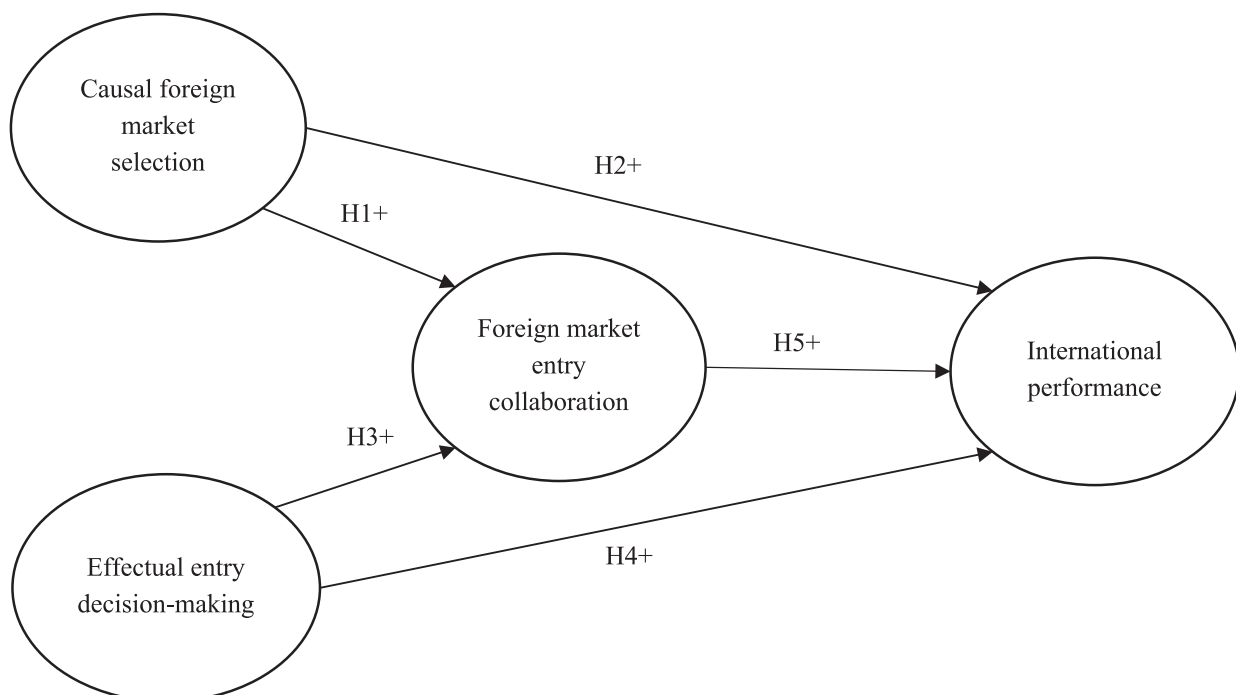 Causal foreign
market
selection
H2+
H1+
Foreign market
entry
collaboration
H5+
International
performance
H3+
Effectual entry
decision-making
H4+